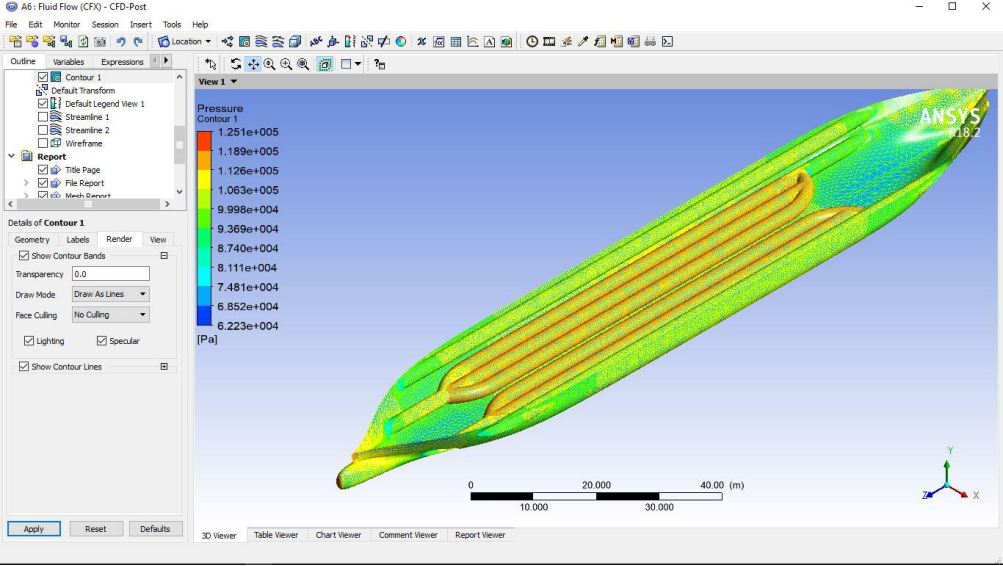 A6 : Fluid Flow (CFX) - CFD-Post
File Edit Monitor Session Insert Tools Help
Location
Outline Variables Expressions
Contour 1
Default Transform
Default Legend View 1
Streamline 1
Streamline 2
Wireframe
Report
Title Page
File Report
Mesh Report
Details of Contour 1
Geometry Labels Render View
Show Contour Bands
Transparency 0.0
Draw Mode Draw As Lines
Face Culling No Culling
Lighting Specular
Show Contour Lines
Apply Reset Defaults
View 1
Pressure
Contour 1
1.251e+005
1.189e+005
1.126e+005
1.063e+005
9.998e+004
9.369e+004
8.740e+004
8.111e+004
7.481e+004
6.852e+004
6.223e+004
[Pa]
ANSYS
R18.2
0 20.000 40.00 (m)
10.000 30.000
Y
Z X
3D Viewer Table Viewer Chart Viewer Comment Viewer Report Viewer